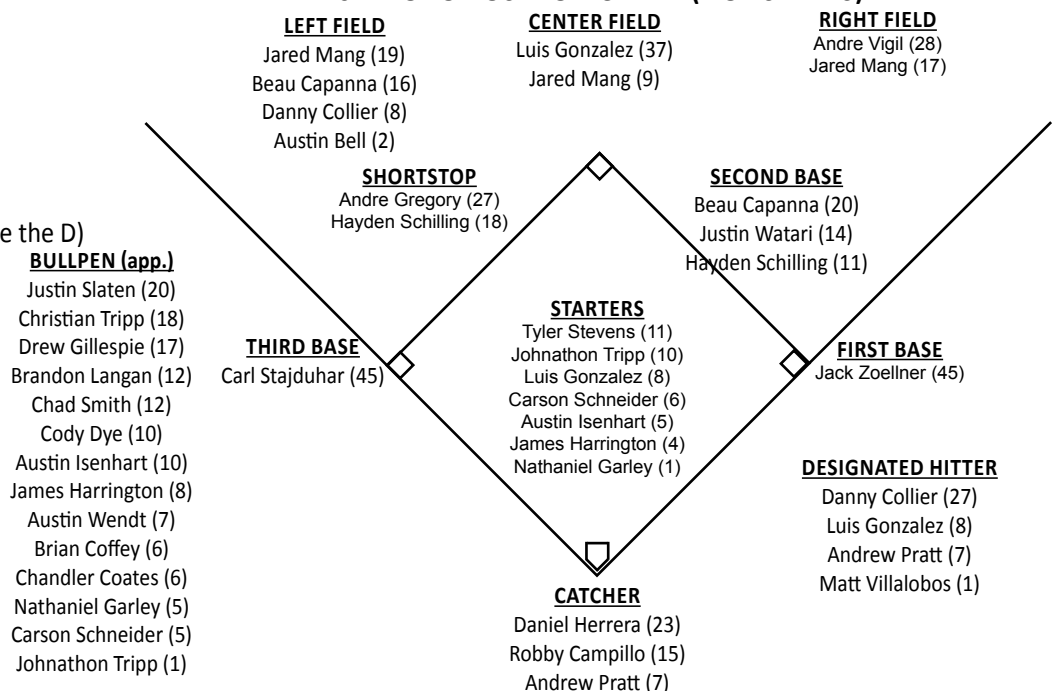 LEFT FIELD
Jared Mang (19)
Beau Capanna (16)
Danny Collier (8)
Austin Bell (2)
CENTER FIELD
Luis Gonzalez (37)
Jared Mang (9)
RIGHT FIELD
Andre Vigil (28)
Jared Mang (17)
SHORTSTOP
Andre Gregory (27)
Hayden Schilling (18)
SECOND BASE
Beau Capanna (20)
Justin Watari (14)
Hayden Schilling (11)
e the D)
BULLPEN (app.)
Justin Slaten (20)
Christian Tripp (18)
Drew Gillespie (17)
Brandon Langan (12)
Chad Smith (12)
Cody Dye (10)
Austin Isenhart (10)
James Harrington (8)
Austin Wendt (7)
Brian Coffey (6)
Chandler Coates (6)
Nathaniel Garley (5)
Carson Schneider (5)
Johnathon Tripp (1)
THIRD BASE
Carl Stajduhar (45)
STARTERS
Tyler Stevens (11)
Johnathon Tripp (10)
Luis Gonzalez (8)
Carson Schneider (6)
Austin Isenhart (5)
James Harrington (4)
Nathaniel Garley (1)
FIRST BASE
Jack Zoellner (45)
DESIGNATED HITTER
Danny Collier (27)
Luis Gonzalez (8)
Andrew Pratt (7)
Matt Villalobos (1)
CATCHER
Daniel Herrera (23)
Robby Campillo (15)
Andrew Pratt (7)